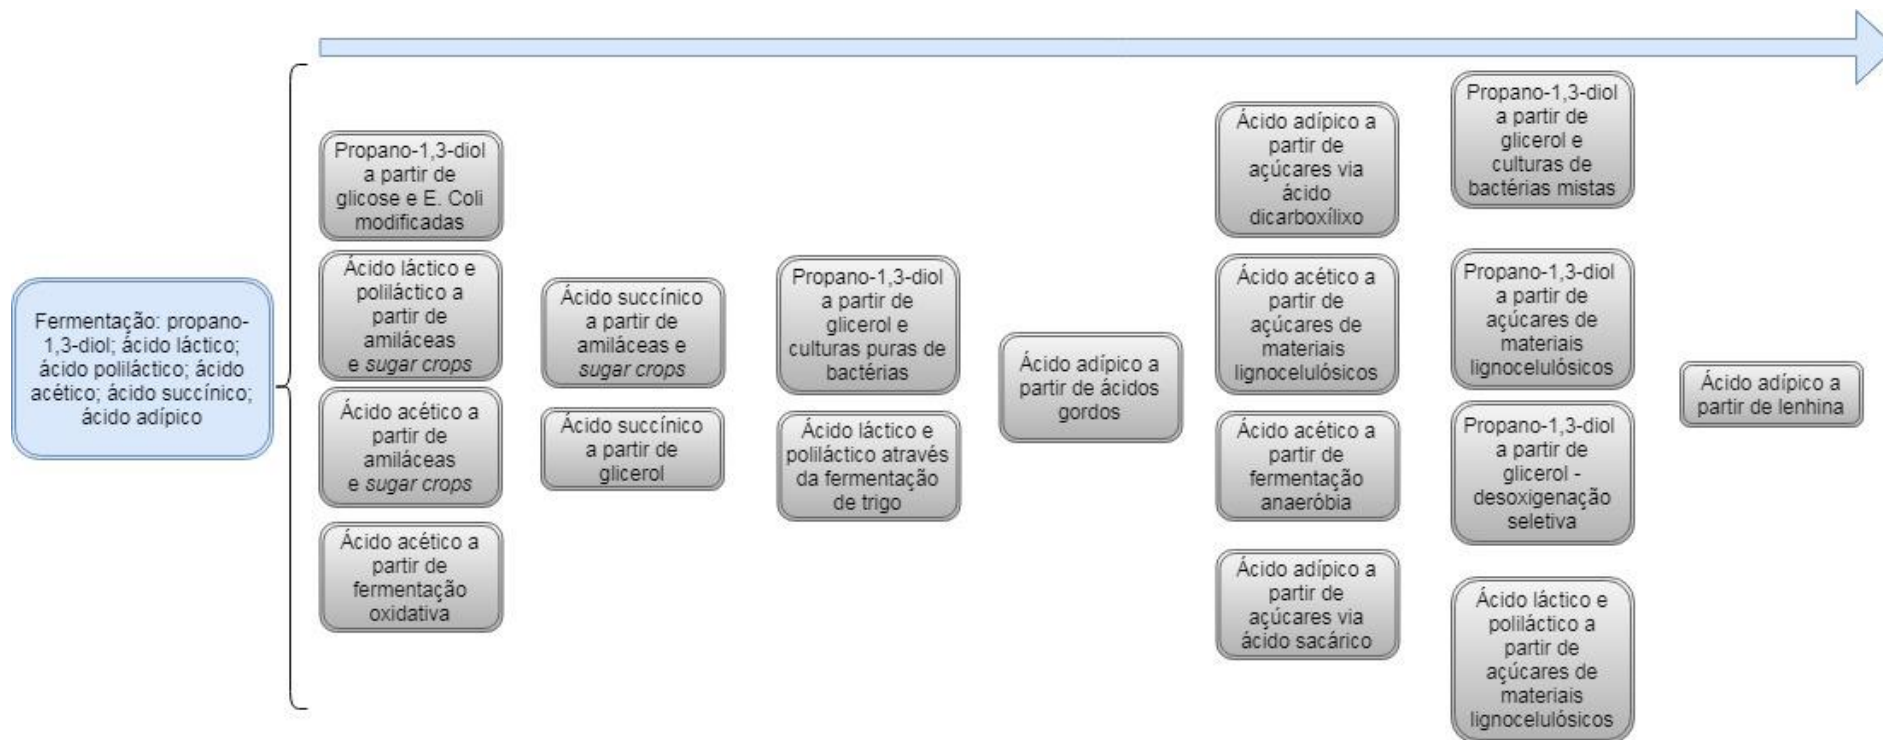 Fermentação: propano-
1,3-diol; ácido láctico;
ácido poliláctico; ácido
acético; ácido succínico;
ácido adípico
Propano-1,3-diol
a partir de
glicose e E. Coli
modificadas
Ácido láctico e
poliláctico a
partir de
amiláceas
e sugar crops
Ácido acético a
partir de
amiláceas
e sugar crops
Ácido acético a
partir de
fermentação
oxidativa
Ácido succínico
a partir de
amiláceas e
sugar crops
Ácido succínico
a partir de
glicerol
Propano-1,3-diol
a partir de
glicerol e
culturas puras de
bactérias
Ácido láctico e
poliláctico através
da fermentação
de trigo
Ácido adípico a
partir de ácidos
gordos
Ácido adípico a
partir de
açúcares via
ácido
dicarboxílixo
Ácido acético a
partir de
açúcares de
materiais
lignocelulósicos
Ácido acético a
partir de
fermentação
anaeróbia
Ácido adípico a
partir de
açúcares via
ácido sacárico
Propano-1,3-diol
a partir de
glicerol e
culturas de
bactérias mistas
Propano-1,3-diol
a partir de
açúcares de
materiais
lignocelulósicos
Propano-1,3-diol
a partir de
glicerol -
desoxigenação
seletiva
Ácido láctico e
poliláctico a
partir de
açúcares de
materiais
lignocelulósicos
Ácido adípico a
partir de lenhina